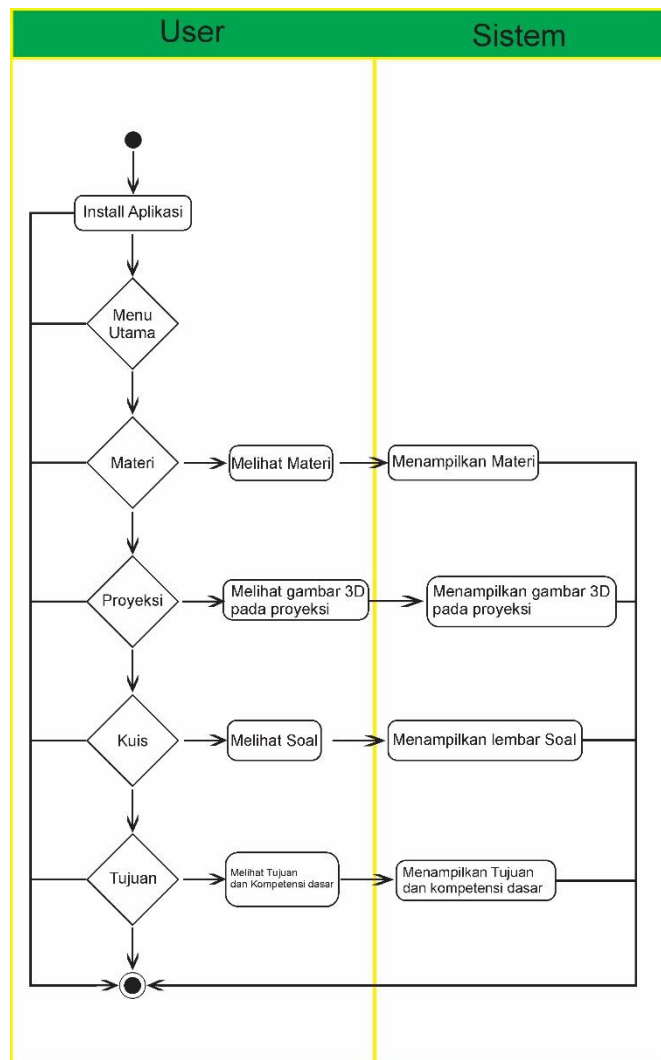 User
Sistem
Install Aplikasi
Menu
Utama
Materi
Melihat Materi
Menampilkan Materi
Proyeksi
Melihat gambar 3D
pada proyeksi
Menampilkan gambar 3D
pada proyeksi
Kuis
Melihat Soal
Menampilkan lembar Soal
Tujuan
Melihat Tujuan
dan Kompetensi dasar
Menampilkan Tujuan
dan kompetensi dasar